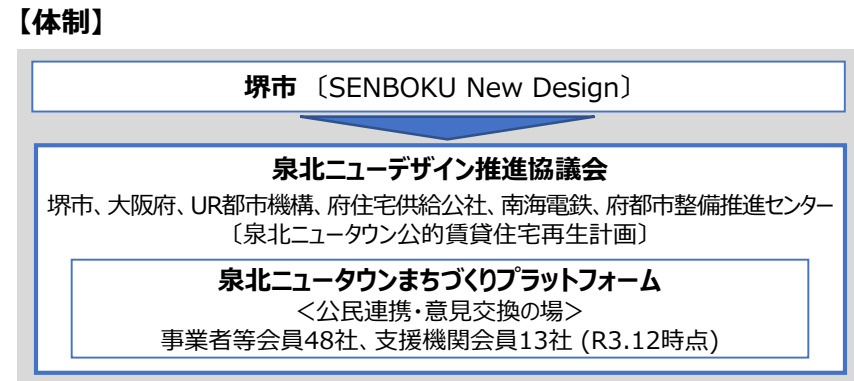 【体制】
堺市〔SENBOKU New Design〕
泉北ニューデザイン推進協議会
堺市、大阪府、UR都市機構、府住宅供給公社、南海電鉄、府都市整備推進センター
〔泉北ニュータウン公的賃貸住宅再生計画〕
泉北ニュータウンまちづくりプラットフォーム
＜公民連携・意見交換の場＞
事業者等会員48社、支援機関会員13社 (R3.12時点)